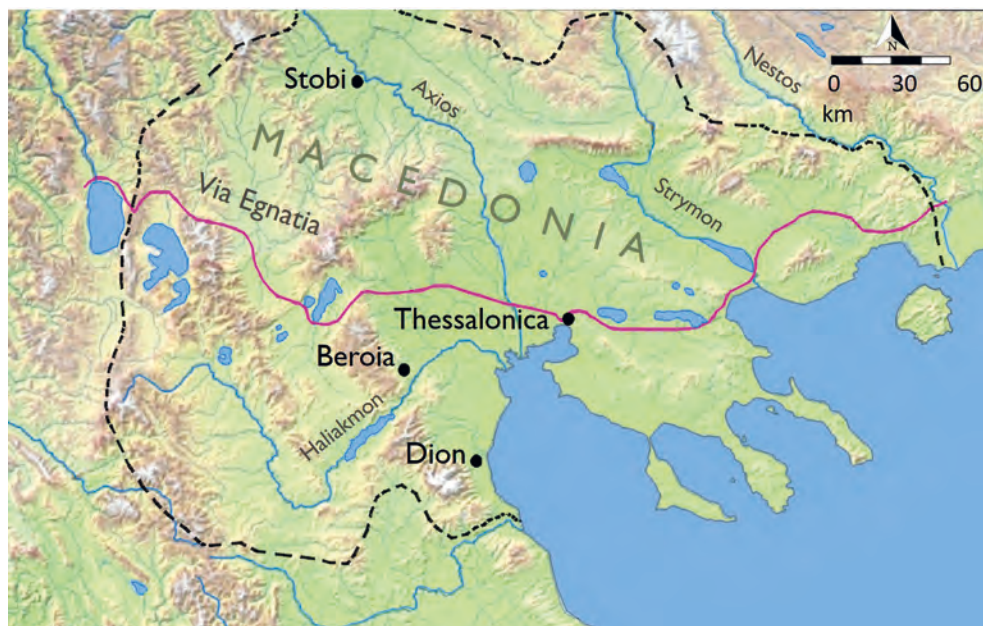 N
0 30 60
km
Nestos
Stobi
Axios
MACEDONIA
Via Egnatia
Strymon
Thessalonica
Beroia
Haliakmon
Dion